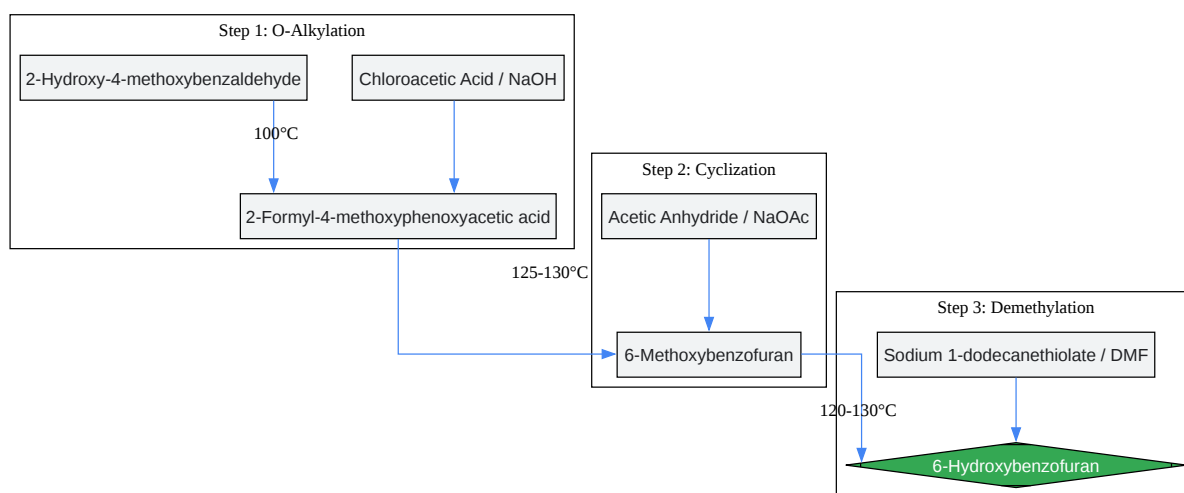 Step 1: O-Alkylation
2-Hydroxy-4-methoxybenzaldehyde
Chloroacetic Acid / NaOH
100°C
2-Formyl-4-methoxyphenoxyacetic acid
Step 2: Cyclization
Acetic Anhydride / NaOAc
125-130°C
6-Methoxybenzofuran
Step 3: Demethylation
Sodium 1-dodecanethiolate / DMF
120-130°C
6-Hydroxybenzofuran